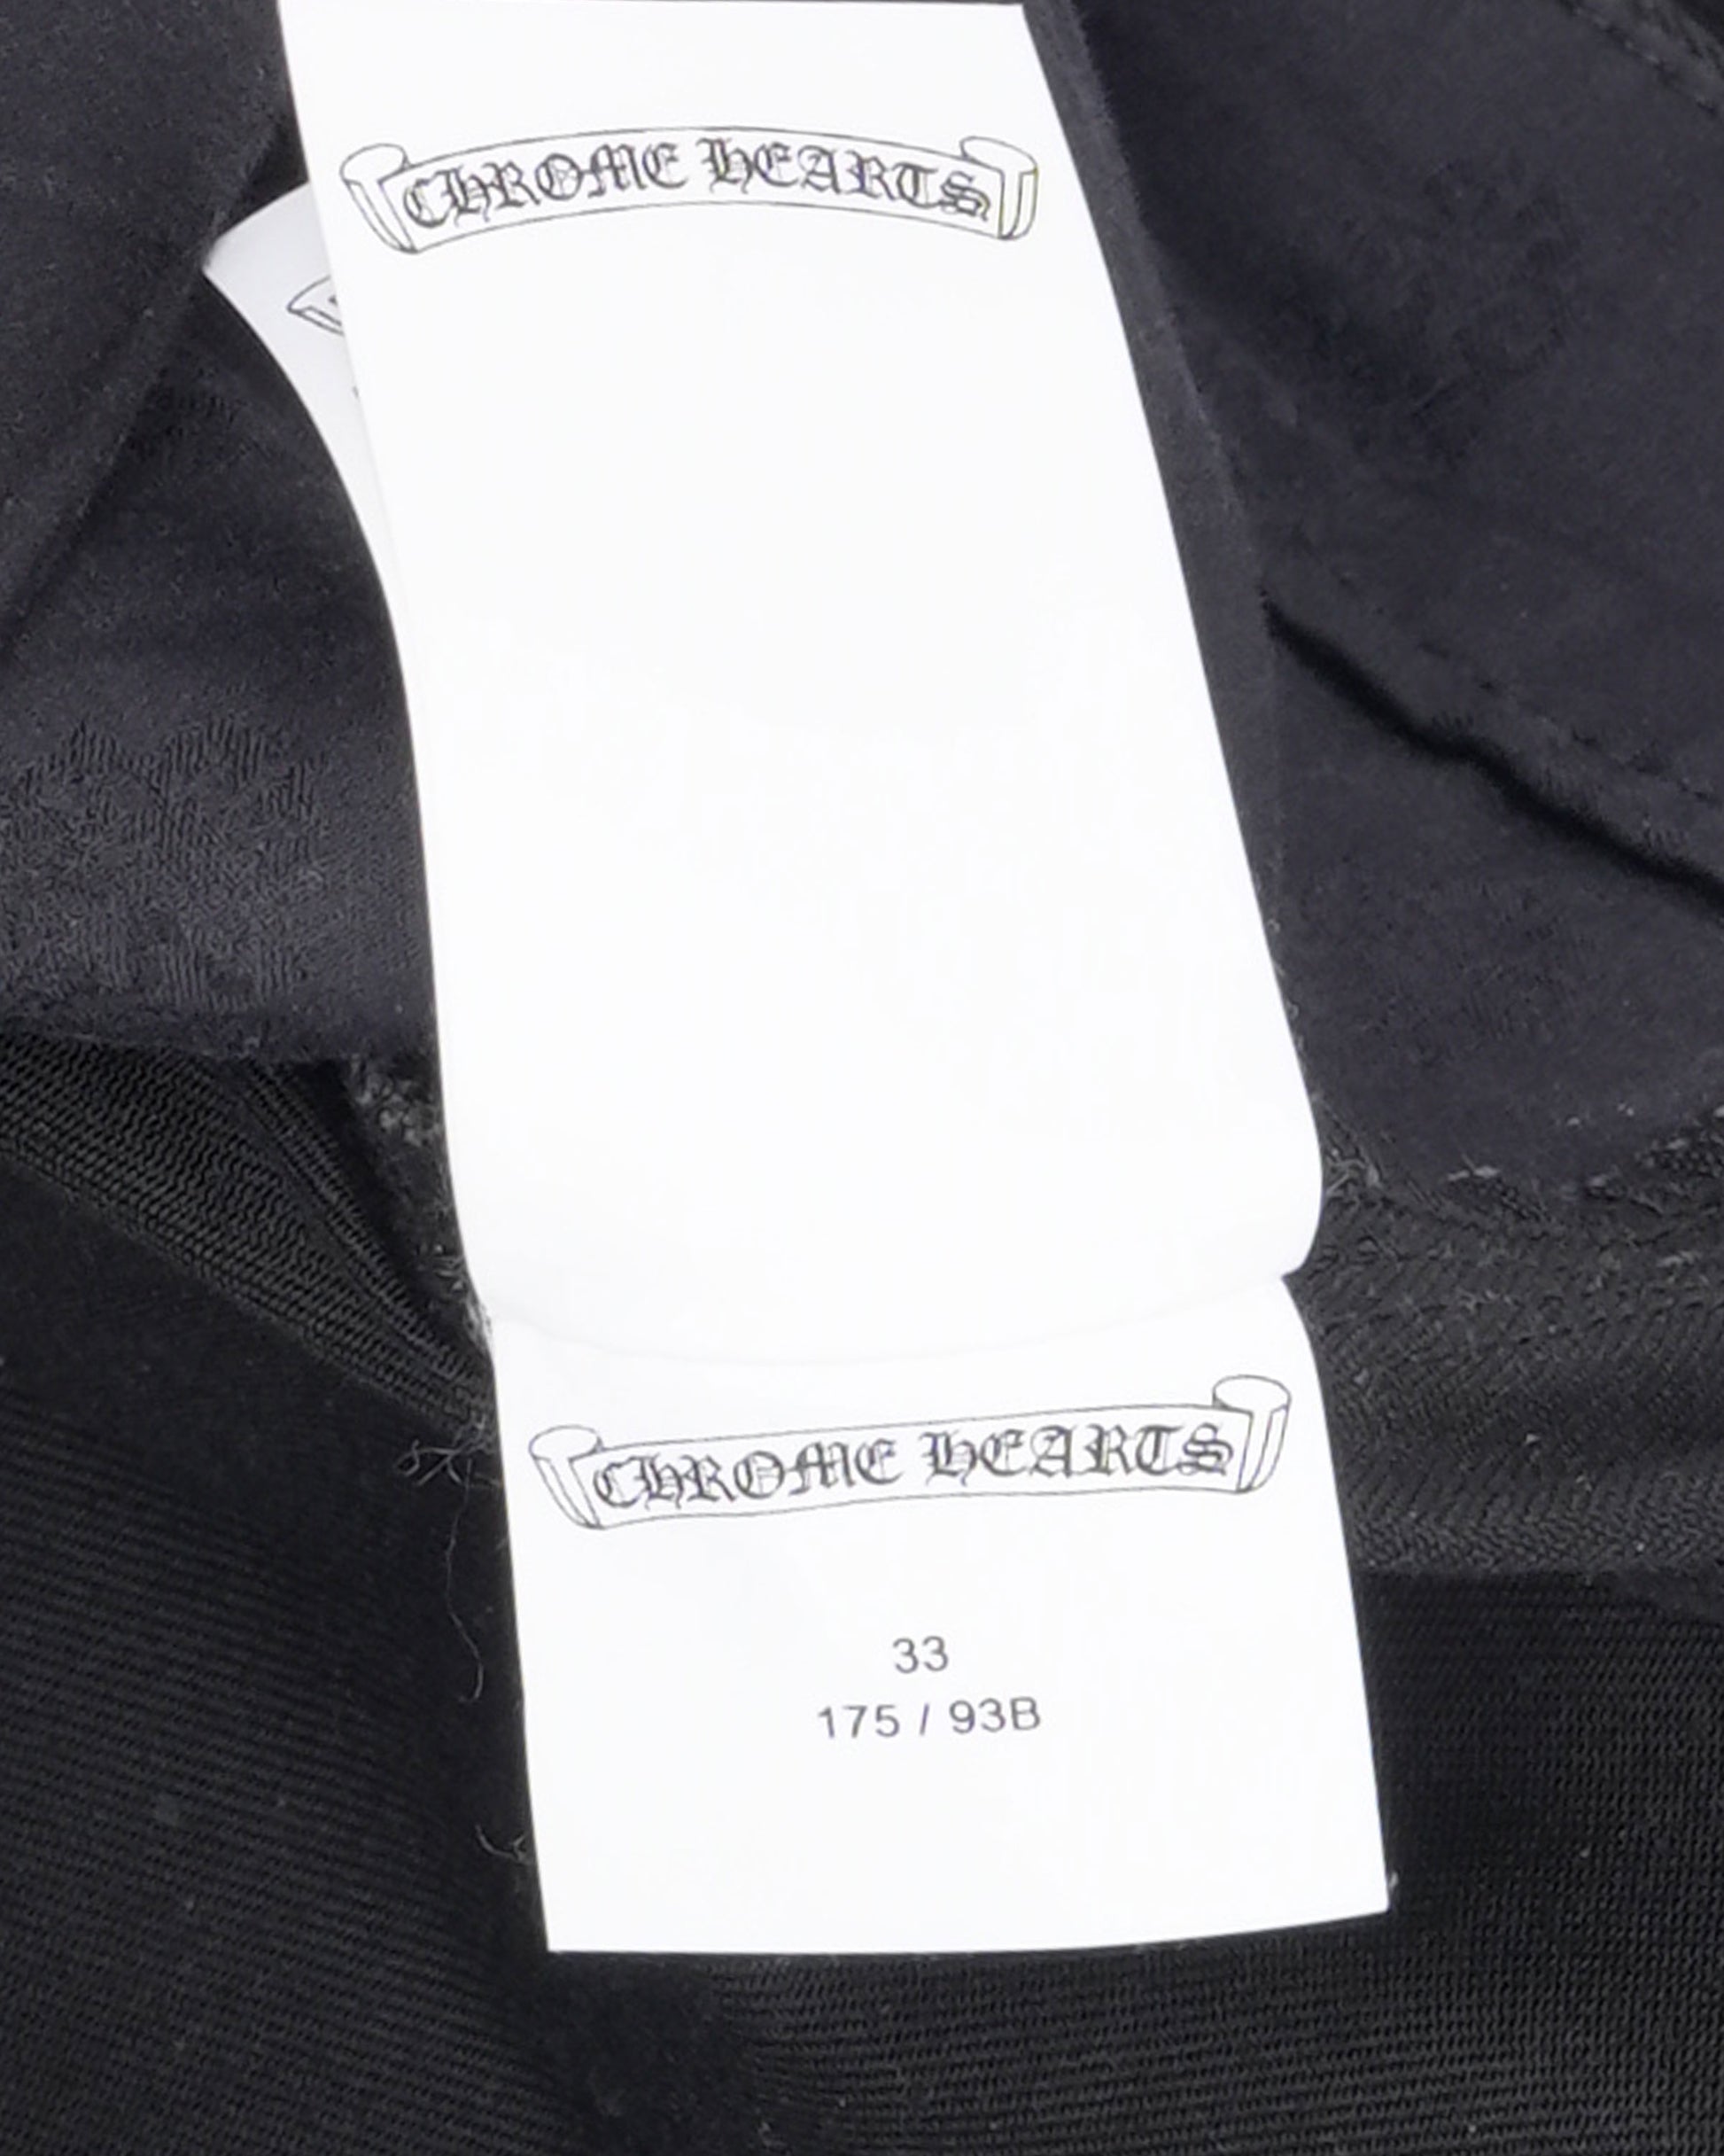 CHROME HEARTS
CHROME HEARTS
33
175 / 93B